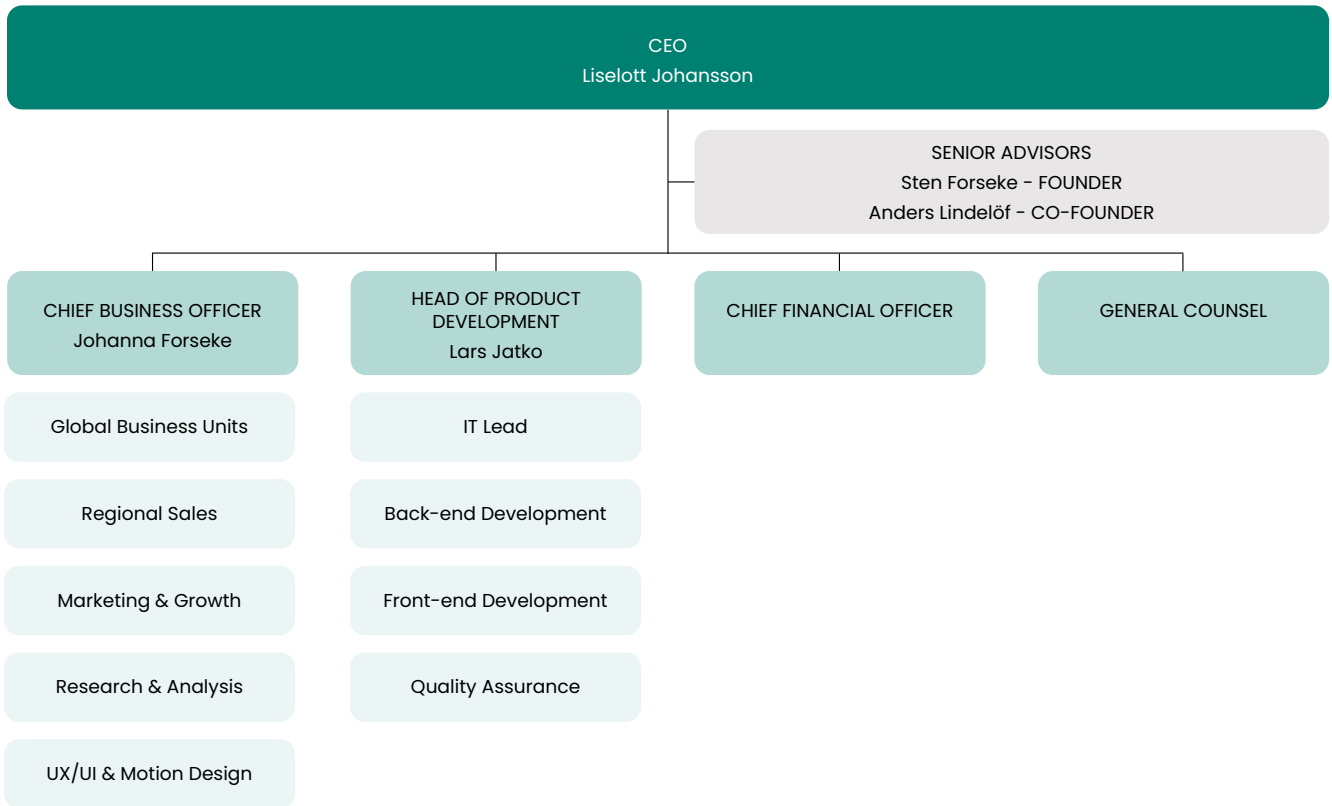 CEO
Liselott Johansson
SENIOR ADVISORS
Sten Forseke - FOUNDER
Anders Lindelöf - CO-FOUNDER
CHIEF BUSINESS OFFICER
Johanna Forseke
HEAD OF PRODUCT
DEVELOPMENT
Lars Jatko
CHIEF FINANCIAL OFFICER
GENERAL COUNSEL
Global Business Units
Regional Sales
Marketing & Growth
Research & Analysis
UX/UI & Motion Design
IT Lead
Back-end Development
Front-end Development
Quality Assurance